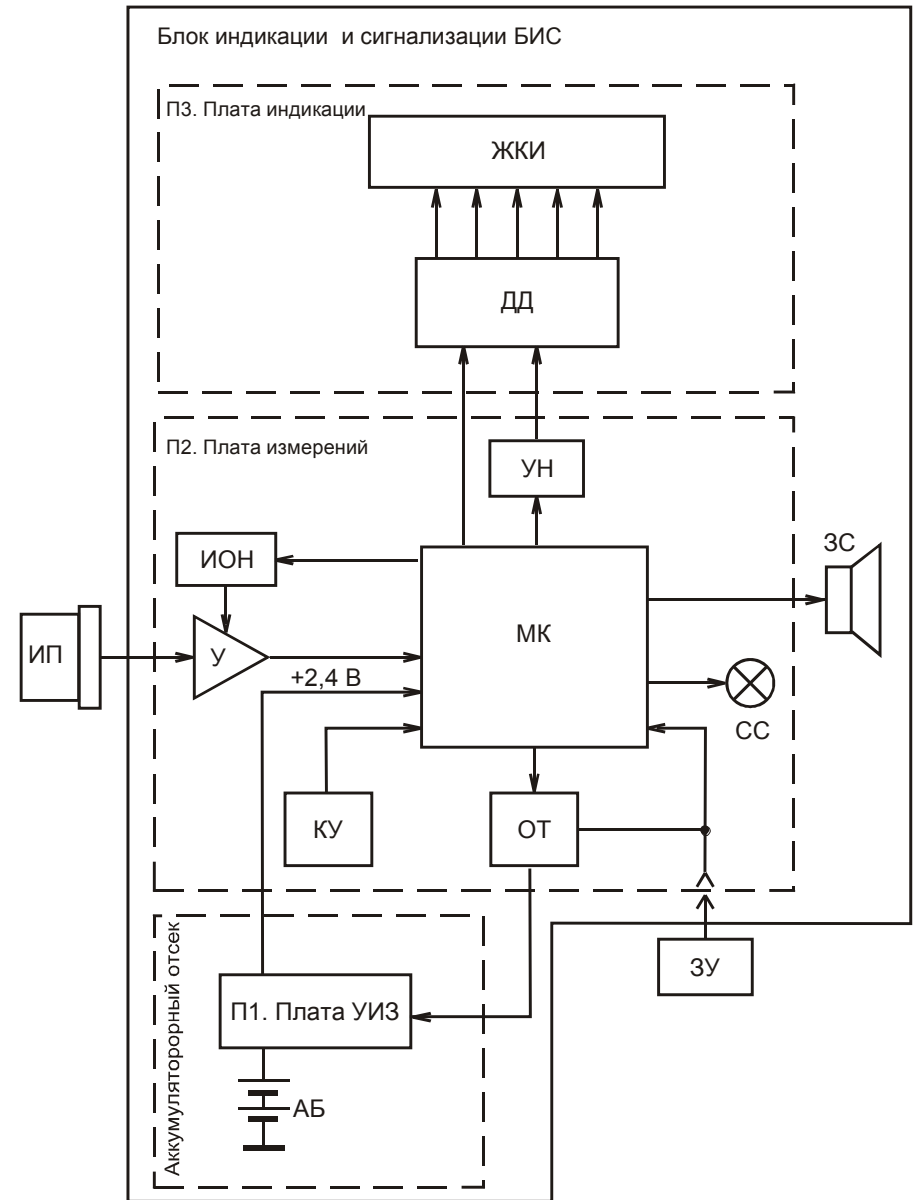 Блок индикации и сигнализации БИС
П3. Плата индикации
ЖКИ
ДД
П2. Плата измерений
УН
ИОН
ЗС
ИП
У
МК
+2,4 В
СС
КУ
ОТ
ЗУ
Аккумуляторорный отсек
П1. Плата УИЗ
АБ